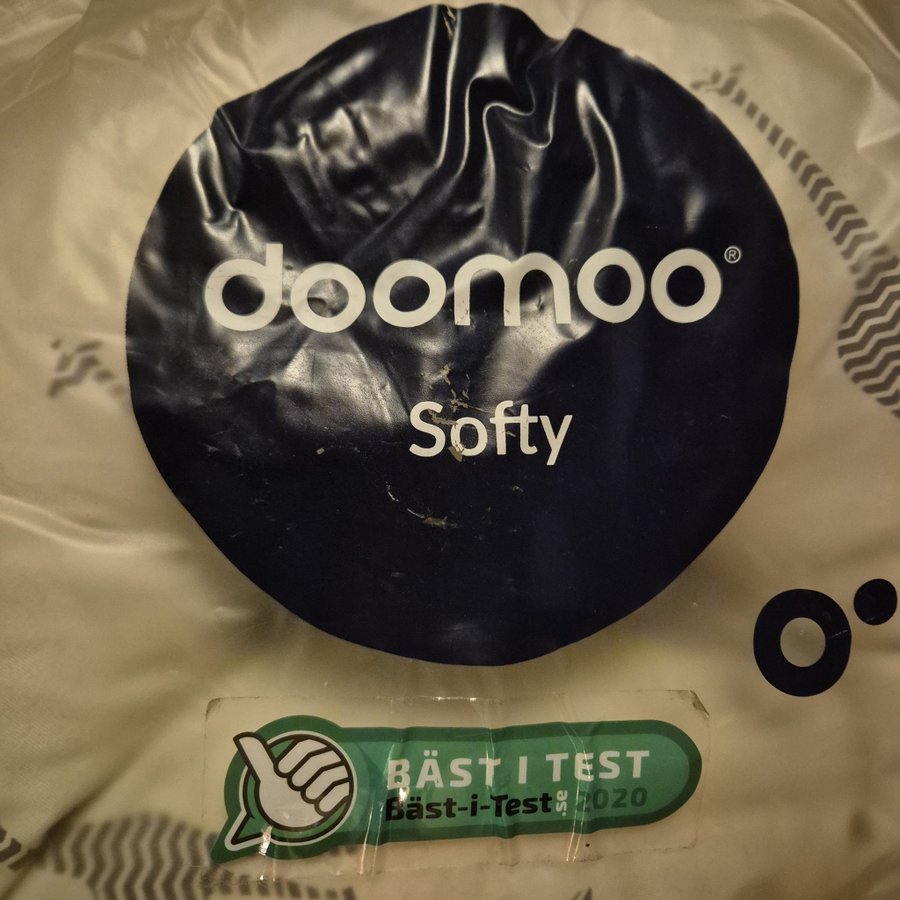 doomoo®
Softy
BÄST I TEST
Bäst-i-Test.se 2020